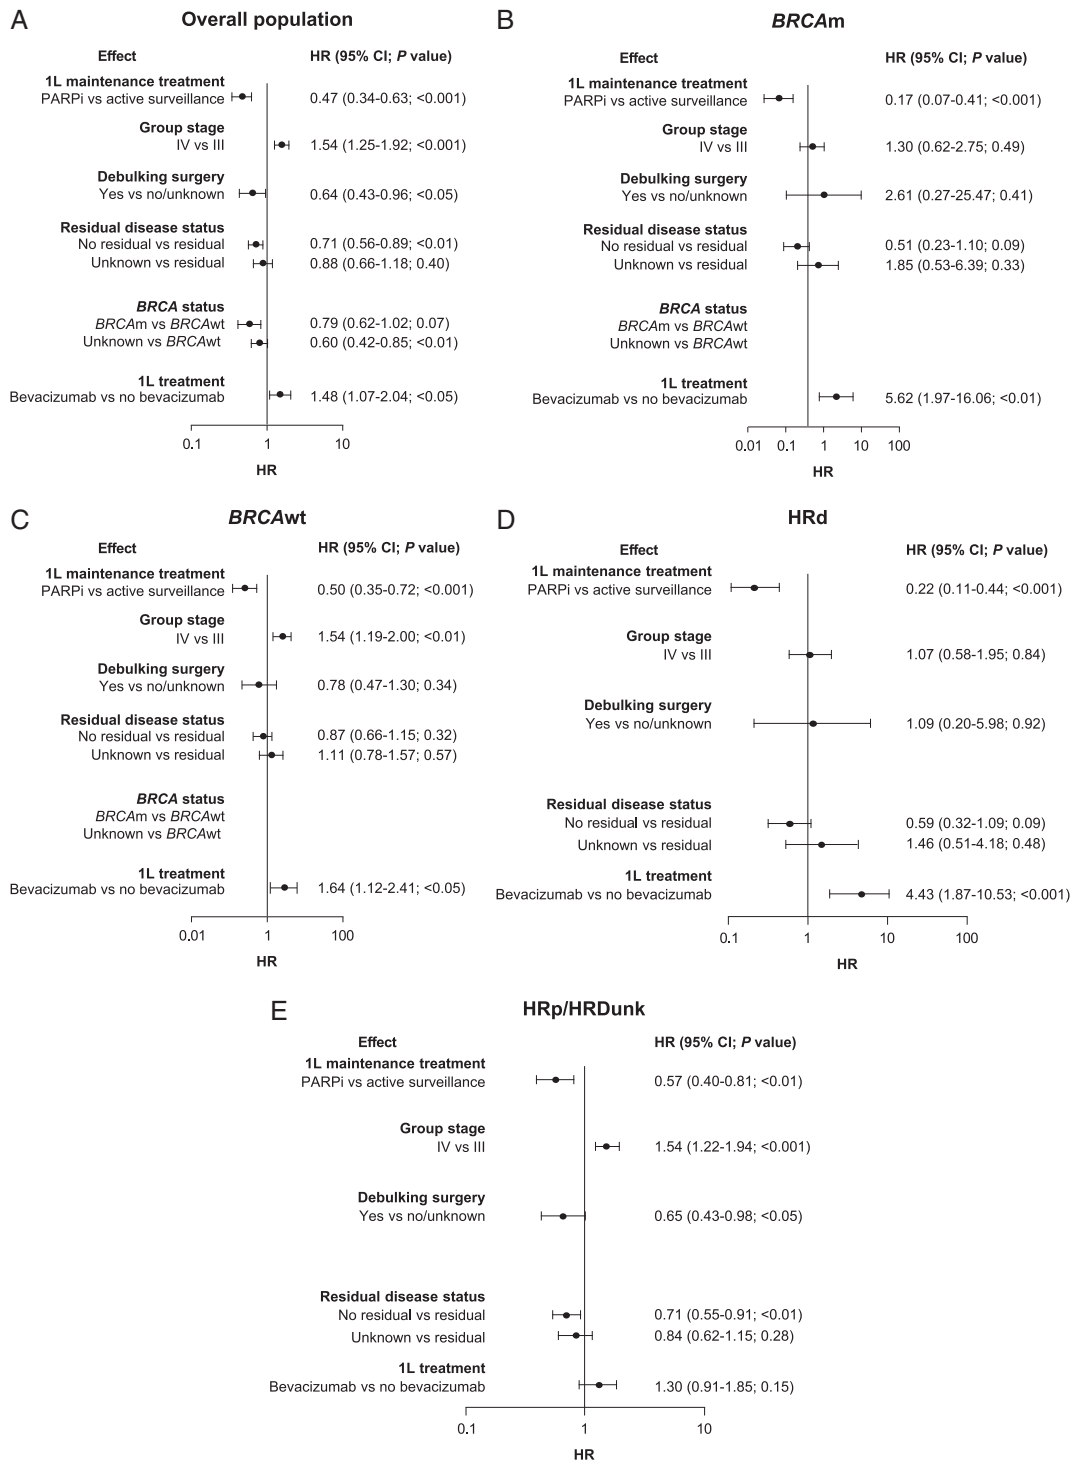 A
Overall population
Effect HR (95% CI; P value)
1L maintenance treatment
PARPi vs active surveillance 0.47 (0.34-0.63; <0.001)
Group stage
IV vs III 1.54 (1.25-1.92; <0.001)
Debulking surgery
Yes vs no/unknown 0.64 (0.43-0.96; <0.05)
Residual disease status
No residual vs residual 0.71 (0.56-0.89; <0.01)
Unknown vs residual 0.88 (0.66-1.18; 0.40)
BRCA status
BRCAm vs BRCAwt 0.79 (0.62-1.02; 0.07)
Unknown vs BRCAwt 0.60 (0.42-0.85; <0.01)
1L treatment
Bevacizumab vs no bevacizumab 1.48 (1.07-2.04; <0.05)
0.1 1 10
HR
B
BRCAm
Effect HR (95% CI; P value)
1L maintenance treatment
PARPi vs active surveillance 0.17 (0.07-0.41; <0.001)
Group stage
IV vs III 1.30 (0.62-2.75; 0.49)
Debulking surgery
Yes vs no/unknown 2.61 (0.27-25.47; 0.41)
Residual disease status
No residual vs residual 0.51 (0.23-1.10; 0.09)
Unknown vs residual 1.85 (0.53-6.39; 0.33)
BRCA status
BRCAm vs BRCAwt
Unknown vs BRCAwt
1L treatment
Bevacizumab vs no bevacizumab 5.62 (1.97-16.06; <0.01)
0.01 0.1 1 10 100
HR
C
BRCAwt
Effect HR (95% CI; P value)
1L maintenance treatment
PARPi vs active surveillance 0.50 (0.35-0.72; <0.001)
Group stage
IV vs III 1.54 (1.19-2.00; <0.01)
Debulking surgery
Yes vs no/unknown 0.78 (0.47-1.30; 0.34)
Residual disease status
No residual vs residual 0.87 (0.66-1.15; 0.32)
Unknown vs residual 1.11 (0.78-1.57; 0.57)
BRCA status
BRCAm vs BRCAwt
Unknown vs BRCAwt
1L treatment
Bevacizumab vs no bevacizumab 1.64 (1.12-2.41; <0.05)
0.01 1 100
HR
D
HRd
Effect HR (95% CI; P value)
1L maintenance treatment
PARPi vs active surveillance 0.22 (0.11-0.44; <0.001)
Group stage
IV vs III 1.07 (0.58-1.95; 0.84)
Debulking surgery
Yes vs no/unknown 1.09 (0.20-5.98; 0.92)
Residual disease status
No residual vs residual 0.59 (0.32-1.09; 0.09)
Unknown vs residual 1.46 (0.51-4.18; 0.48)
1L treatment
Bevacizumab vs no bevacizumab 4.43 (1.87-10.53; <0.001)
0.1 1 10 100
HR
E
HRp/HRDunk
Effect HR (95% CI; P value)
1L maintenance treatment
PARPi vs active surveillance 0.57 (0.40-0.81; <0.01)
Group stage
IV vs III 1.54 (1.22-1.94; <0.001)
Debulking surgery
Yes vs no/unknown 0.65 (0.43-0.98; <0.05)
Residual disease status
No residual vs residual 0.71 (0.55-0.91; <0.01)
Unknown vs residual 0.84 (0.62-1.15; 0.28)
1L treatment
Bevacizumab vs no bevacizumab 1.30 (0.91-1.85; 0.15)
0.1 1 10
HR